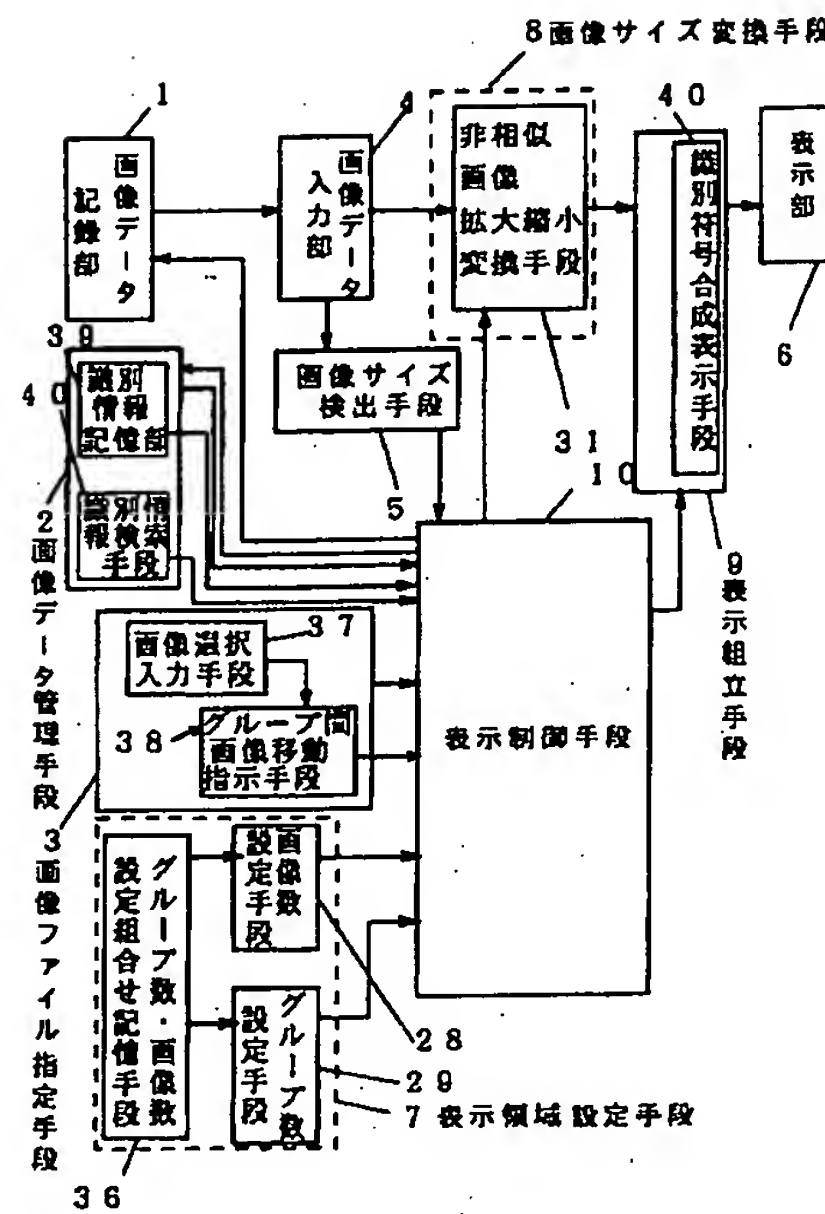 8画像サイズ変換手段
1
画像データ
記録部
4
画像データ
入力部
非相似
画像
拡大縮小
変換手段
40
識別符号合成表示手段
表示部
6
39
識別
情報
記憶部
40
識別情
報検索
手段
2画像データ管理手段
画像サイズ
検出手段
5
31
10
9表示組立手段
画像選択
入力手段
37
38
グループ間
画像移動
指示手段
3画像ファイル指定手段
表示制御手段
グループ数・画像数
設定組合せ記憶手段
画像数
設定手段
グループ数
設定手段
28
29
7 表示領域設定手段
36